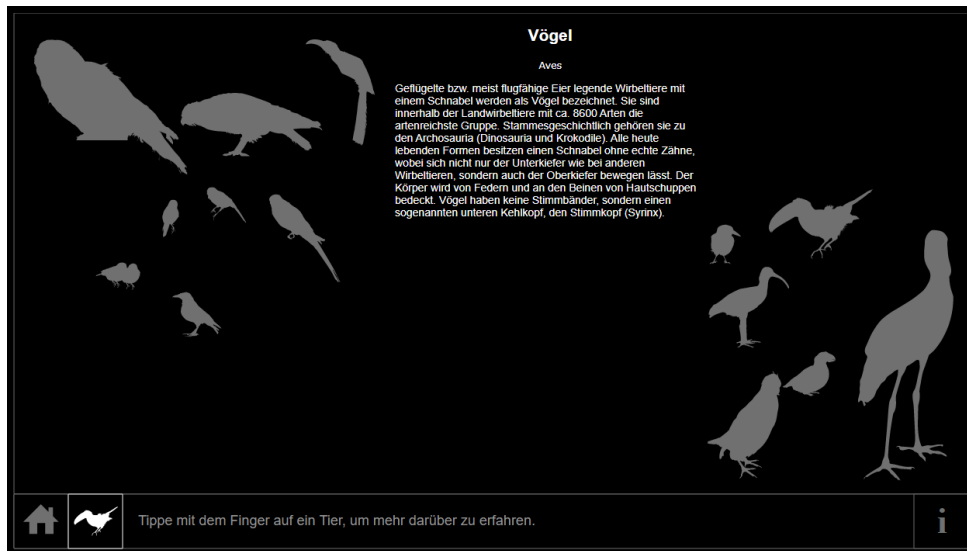 Vögel
Aves
Geflügelte bzw. meist flugfähige Eier legende Wirbeltiere mit
einem Schnabel werden als Vögel bezeichnet. Sie sind
innerhalb der Landwirbeltiere mit ca. 8600 Arten die
artenreichste Gruppe. Stammesgeschichtlich gehören sie zu
den Archosauria (Dinosauria und Krokodile). Alle heute
lebenden Formen besitzen einen Schnabel ohne echte Zähne,
wobei sich nicht nur der Unterkiefer wie bei anderen
Wirbeltieren, sondern auch der Oberkiefer bewegen lässt. Der
Körper wird von Federn und an den Beinen von Hautschuppen
bedeckt. Vögel haben keine Stimmbänder, sondern einen
sogenannten unteren Kehlkopf, den Stimmkopf (Syrinx).
Tippe mit dem Finger auf ein Tier, um mehr darüber zu erfahren.
i